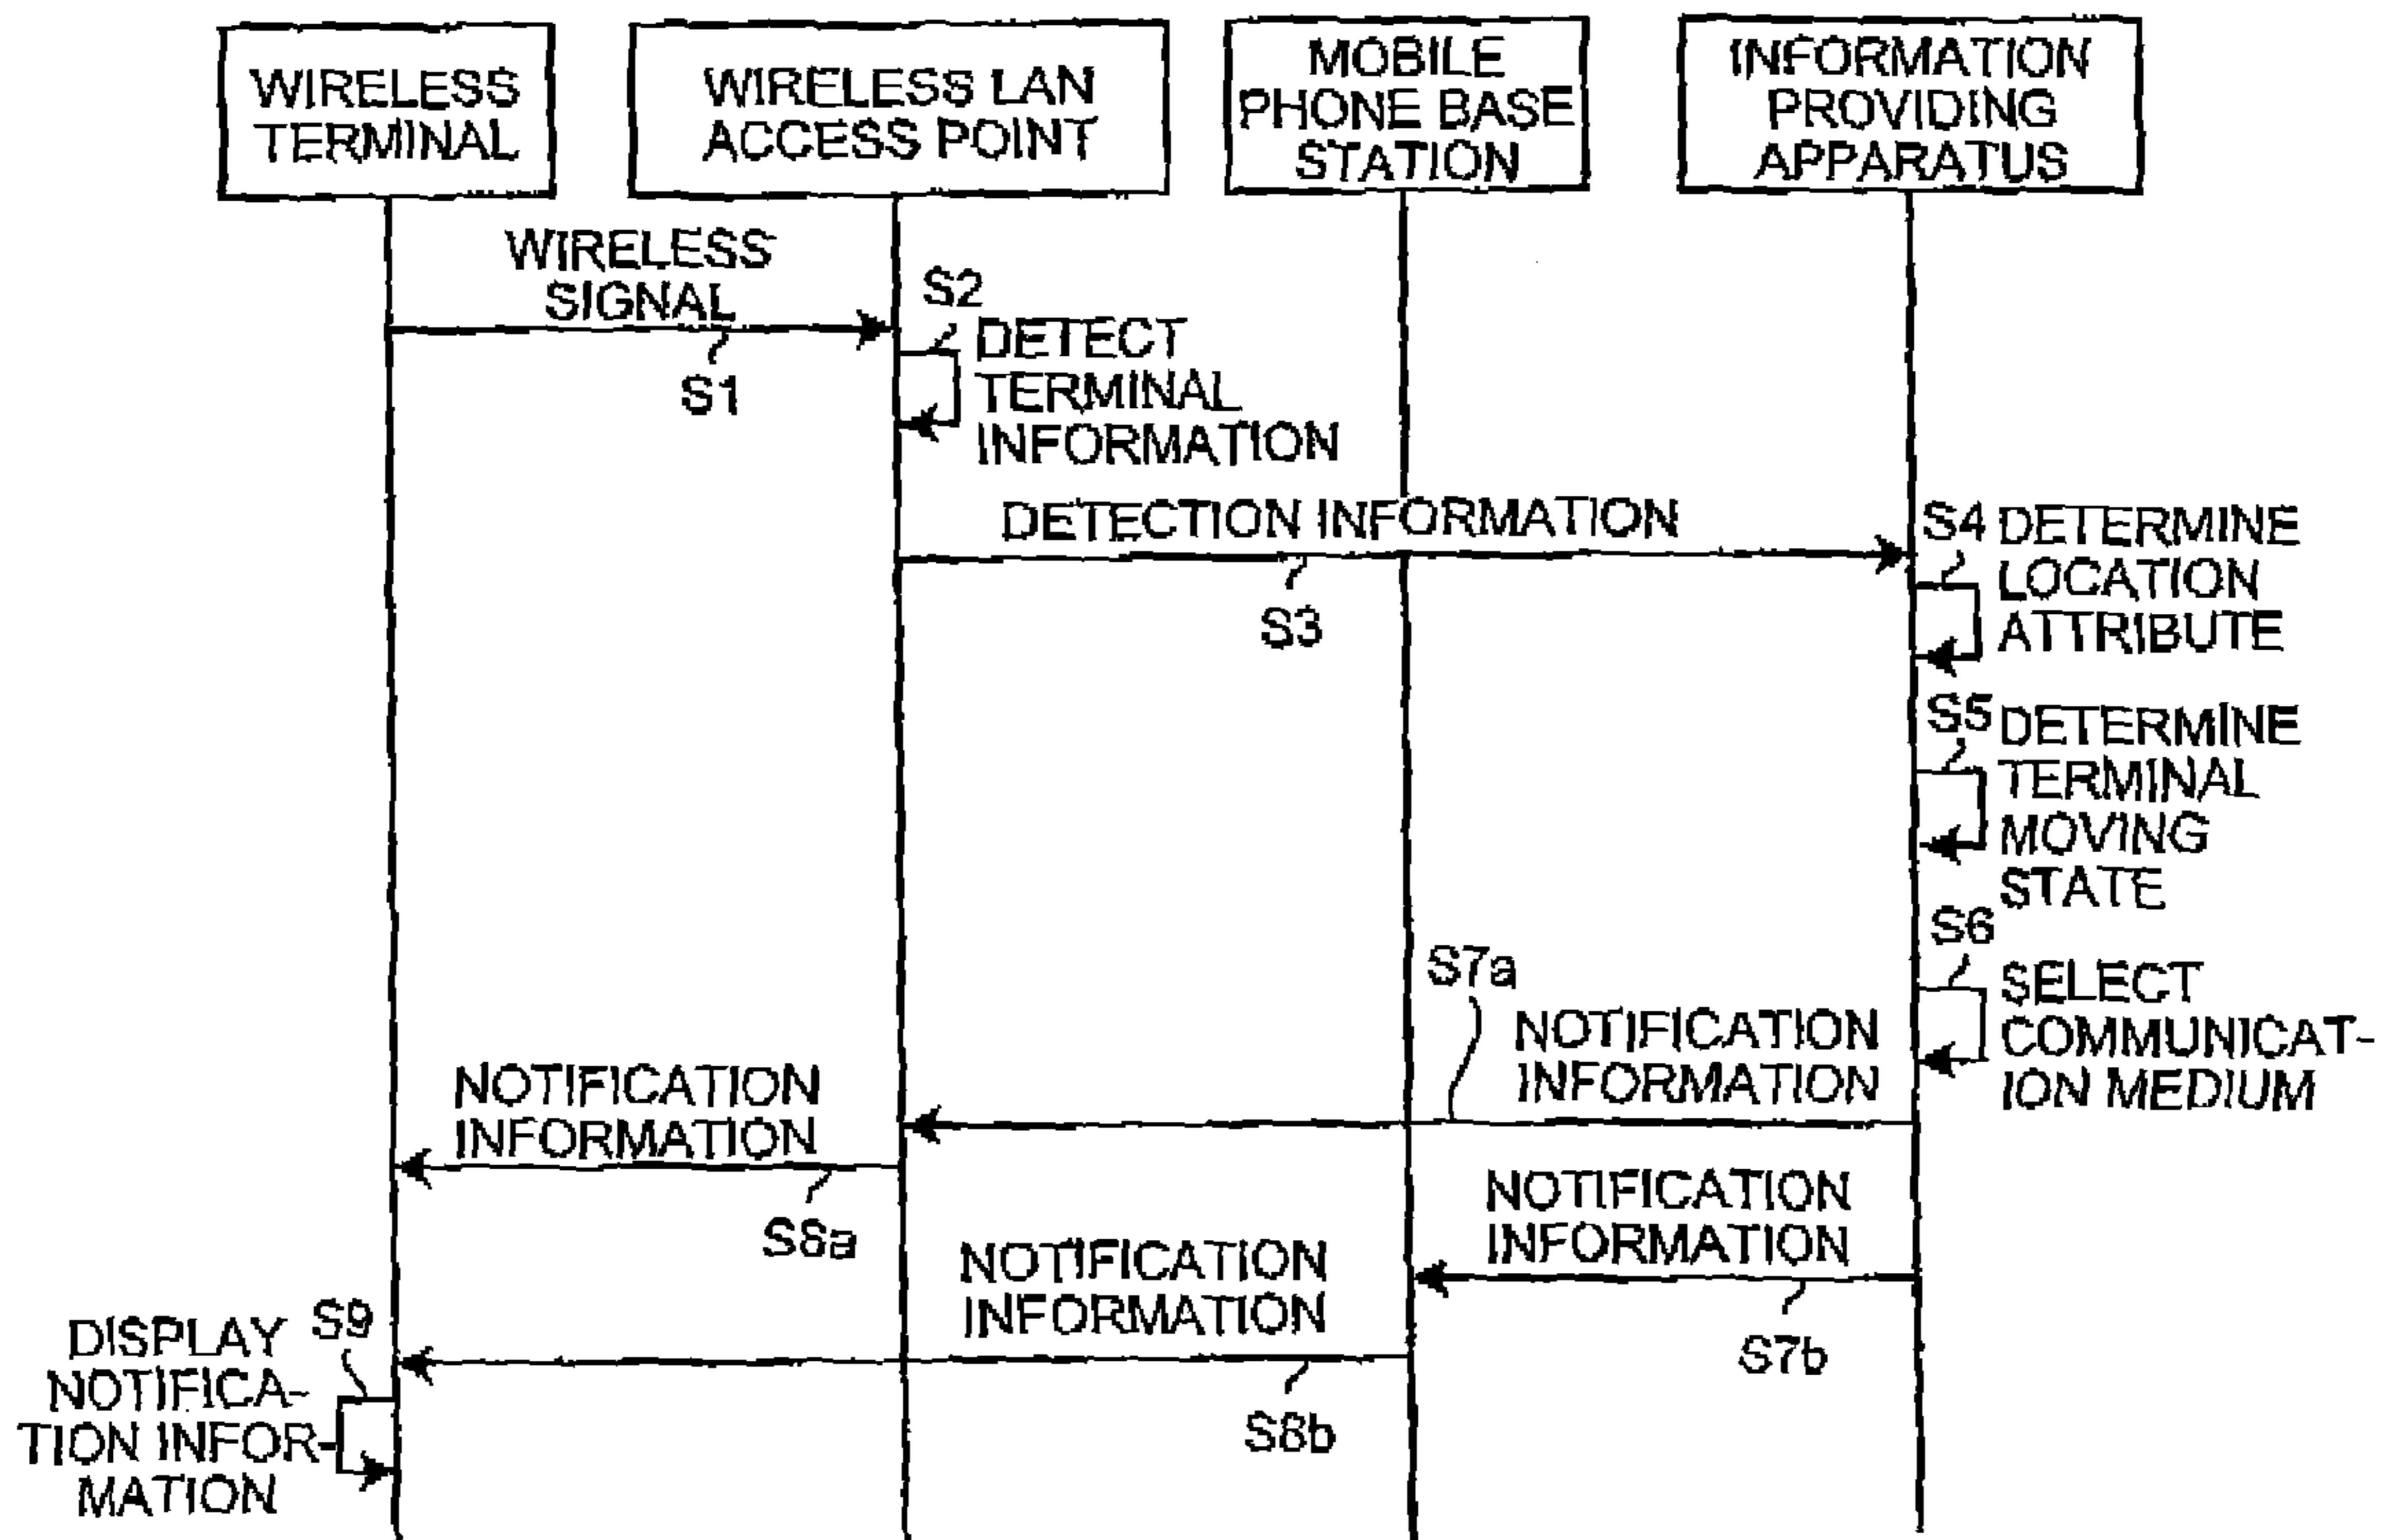 WIRELESS
TERMINAL
WIRELESS LAN
ACCESS POINT
MOBILE
PHONE BASE
STATION
INFORMATION
PROVIDING
APPARATUS
WIRELESS
SIGNAL
S1
S2
DETECT
TERMINAL
INFORMATION
DETECTION INFORMATION
S3
S4
DETERMINE
LOCATION
ATTRIBUTE
S5
DETERMINE
TERMINAL
MOVING
STATE
S6
SELECT
COMMUNICAT-
ION MEDIUM
S7a
NOTIFICATION
INFORMATION
NOTIFICATION
INFORMATION
S8a
NOTIFICATION
INFORMATION
S7b
NOTIFICATION
INFORMATION
S8b
S9
DISPLAY
NOTIFICA-
TION INFOR-
MATION